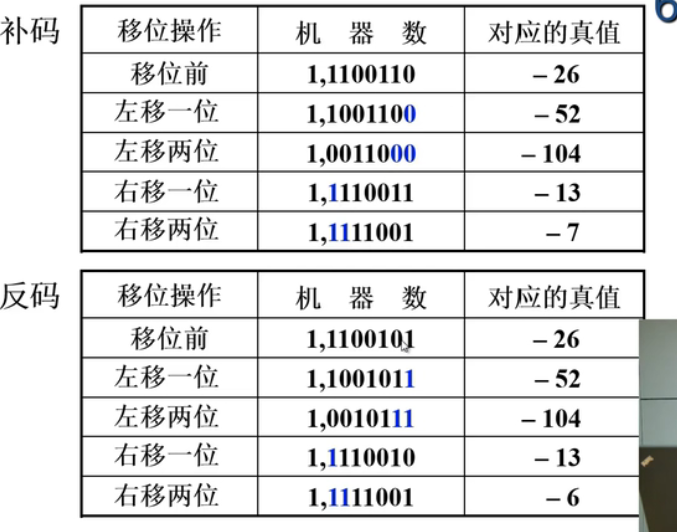 补码
移位操作 机 器 数 对应的真值
移位前 1,1100110 – 26
左移一位 1,1001100 – 52
左移两位 1,0011000 – 104
右移一位 1,1110011 – 13
右移两位 1,1111001 – 7
反码
移位操作 机 器 数 对应的真值
移位前 1,1100101 – 26
左移一位 1,1001011 – 52
左移两位 1,0010111 – 104
右移一位 1,1110010 – 13
右移两位 1,1111001 – 6